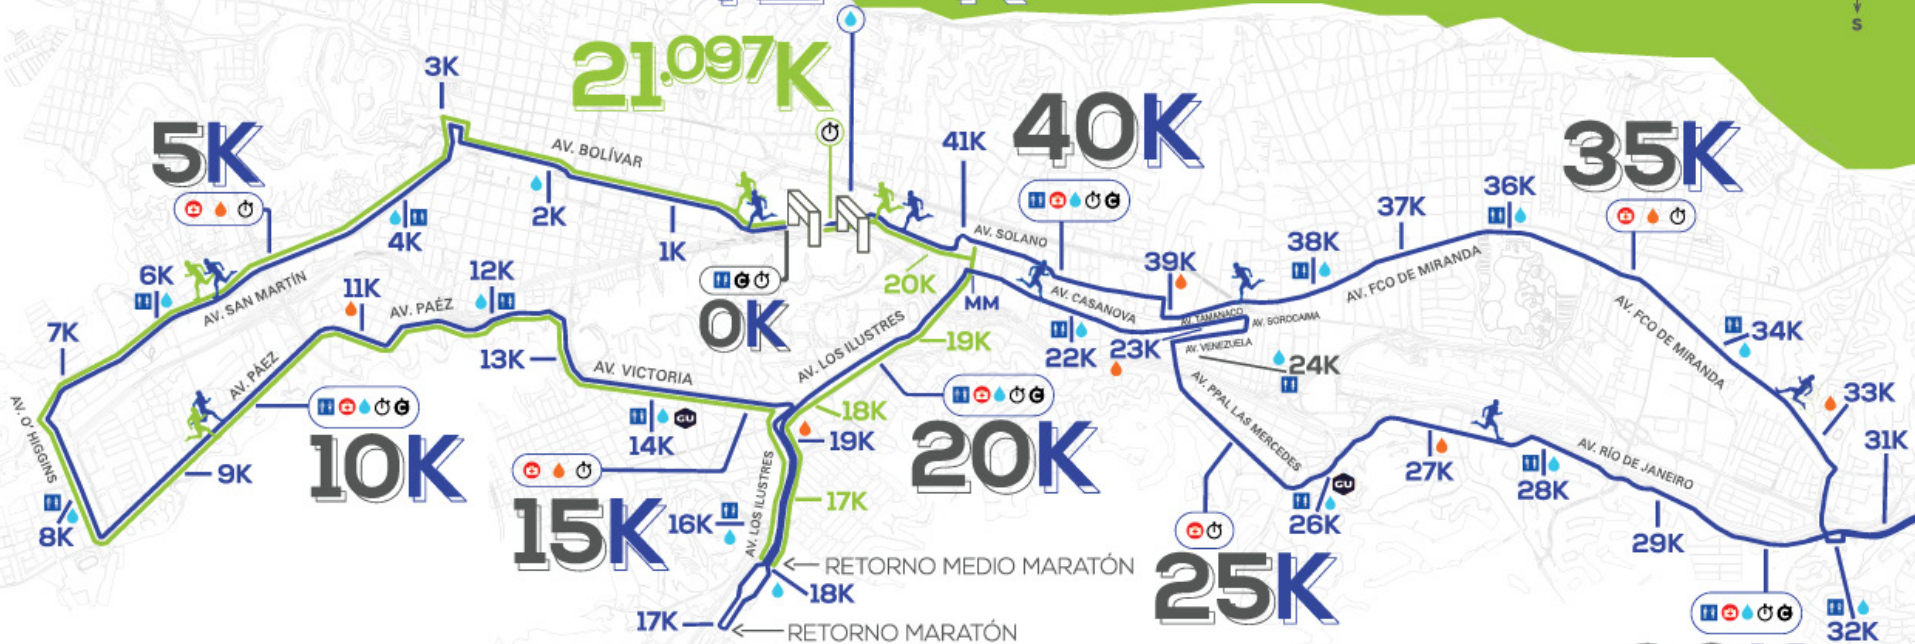 S
21.097K
3K
5K
AV. BOLÍVAR
41K
40K
35K
36K
37K
2K
4K
1K
AV. SOLANO
38K
39K
6K
AV. SAN MARTÍN
11K
12K
AV. PAÉZ
0K
20K
MM
AV. CASANOVA
AV. FCO DE MIRANDA
AV. FCO DE MIRANDA
AV. TAMANACO
AV. SOROCAIMA
7K
13K
AV. VICTORIA
AV. LOS ILUSTRES
19K
22K
23K
AV. VENEZUELA
24K
34K
AV. PÁEZ
AV. O' HIGGINS
10K
9K
GU
14K
18K
19K
20K
AV. PPAL LAS MERCEDES
33K
31K
27K
AV. RÍO DE JANEIRO
GU
26K
28K
29K
8K
15K
16K
AV. LOS ILUSTRES
17K
RETORNO MEDIO MARATÓN
18K
17K
RETORNO MARATÓN
25K
32K